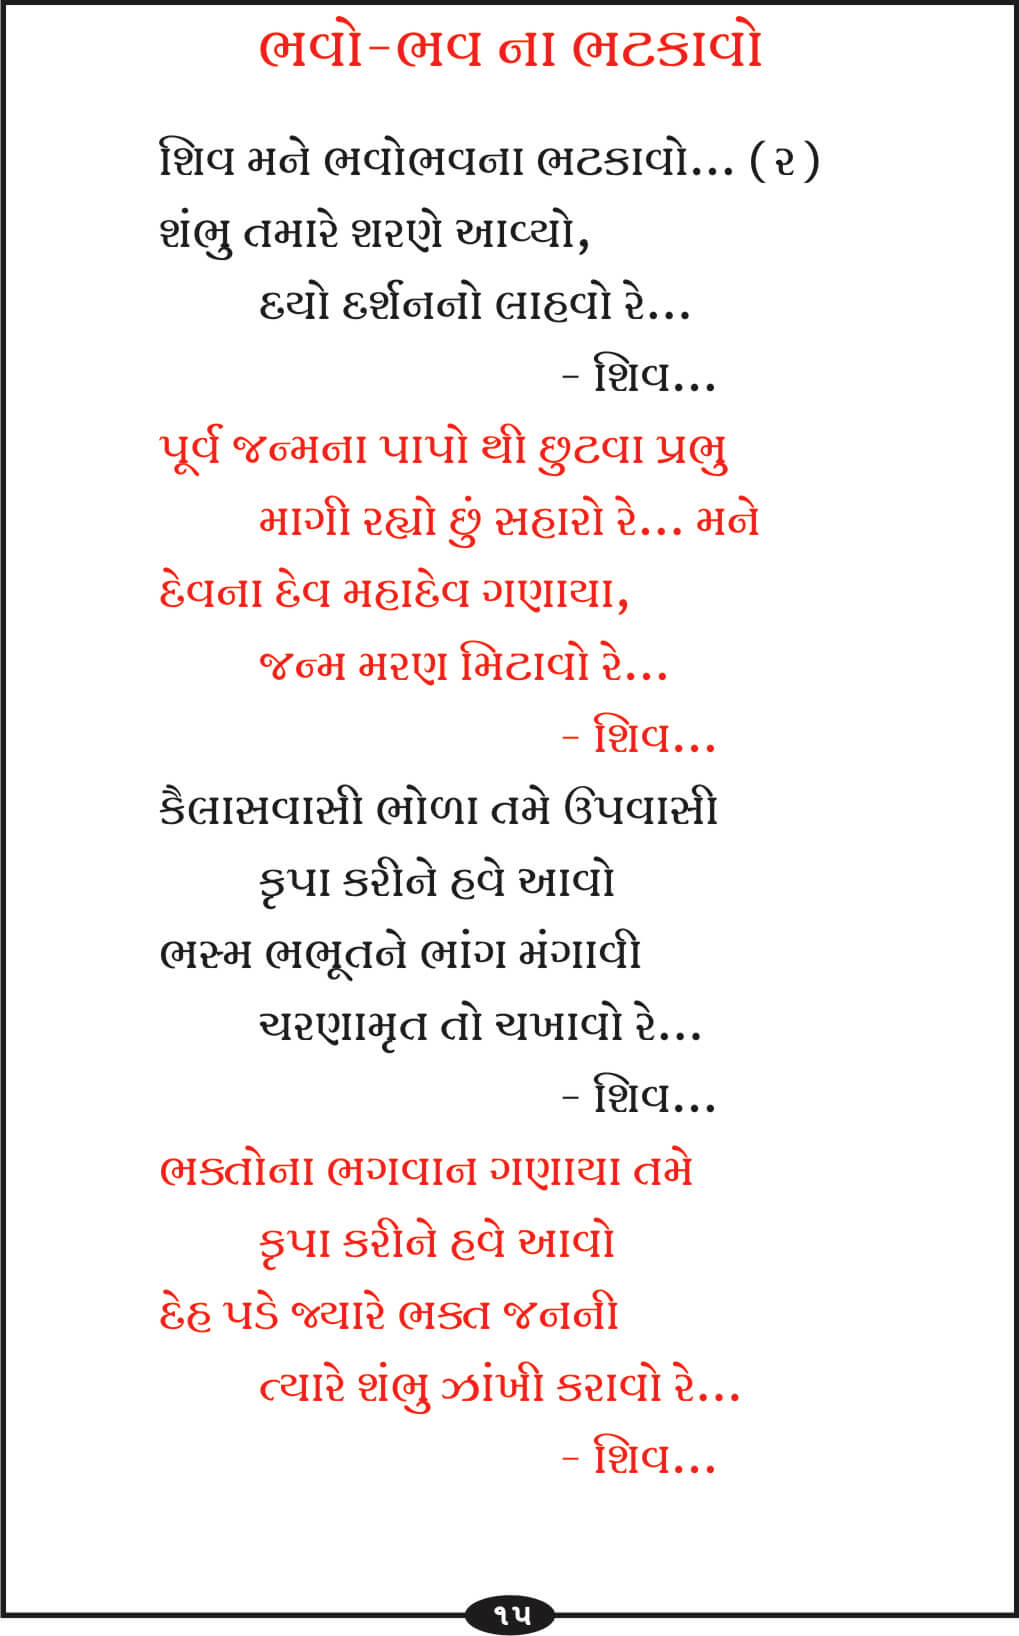 ભવો-ભવ ના ભટકાવો
શિવ મને ભવોભવના ભટકાવો... (ર)
શંભુ તમારે શરણે આવ્યો,
દયો દર્શનનો લાહવો રે...
- શિવ...
પૂર્વ જન્મના પાપો થી છુટવા પ્રભુ
માગી રહ્યો છું સહારો રે... મને
દેવના દેવ મહાદેવ ગણાયા,
જન્મ મરણ મિટાવો રે...
- શિવ...
કૈલાસવાસી ભોળા તમે ઉપવાસી
કૃપા કરીને હવે આવો
ભસ્મ ભભૂતને ભાંગ મંગાવી
ચરણામૃત તો ચખાવો રે...
- શિવ...
ભક્તોના ભગવાન ગણાયા તમે
કૃપા કરીને હવે આવો
દેહ પડે જ્યારે ભક્ત જનની
ત્યારે શંભુ ઝાંખી કરાવો રે...
- શિવ...
૧૫